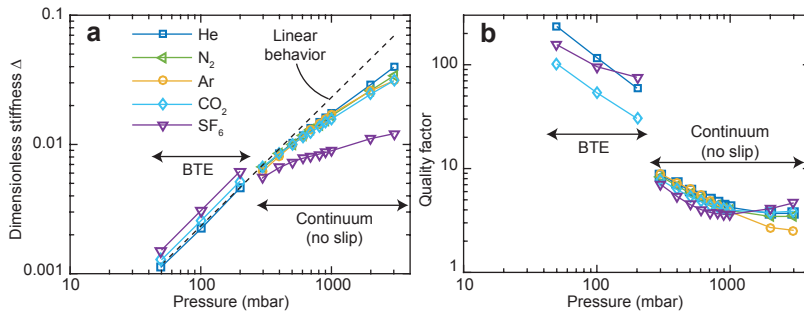 a
Dimensionless stiffness Δ
0.1
0.01
0.001
He
N2
Ar
CO2
SF6
Linear
behavior
BTE
Continuum
(no slip)
10
100
1000
Pressure (mbar)
b
Quality factor
100
10
1
BTE
Continuum
(no slip)
10
100
1000
Pressure (mbar)